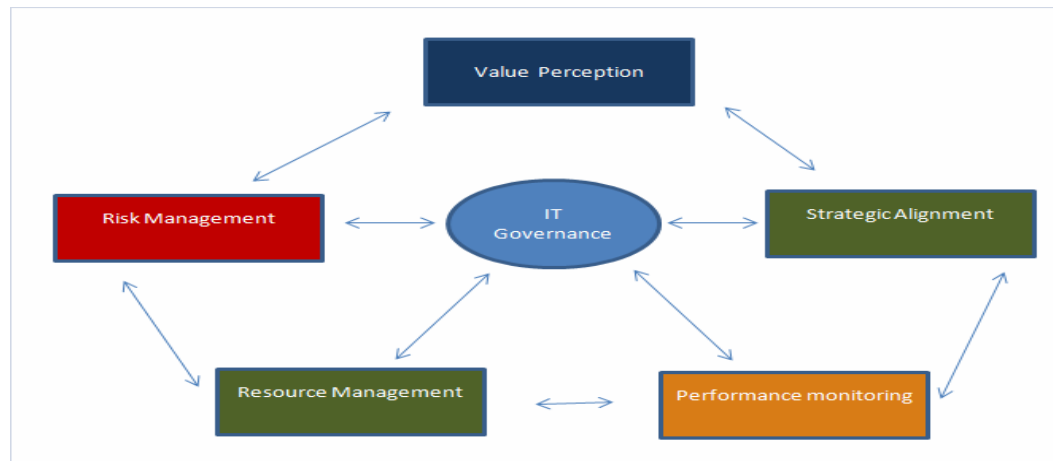 Value Perception
Risk Management
IT
Governance
Strategic Alignment
Resource Management
Performance monitoring